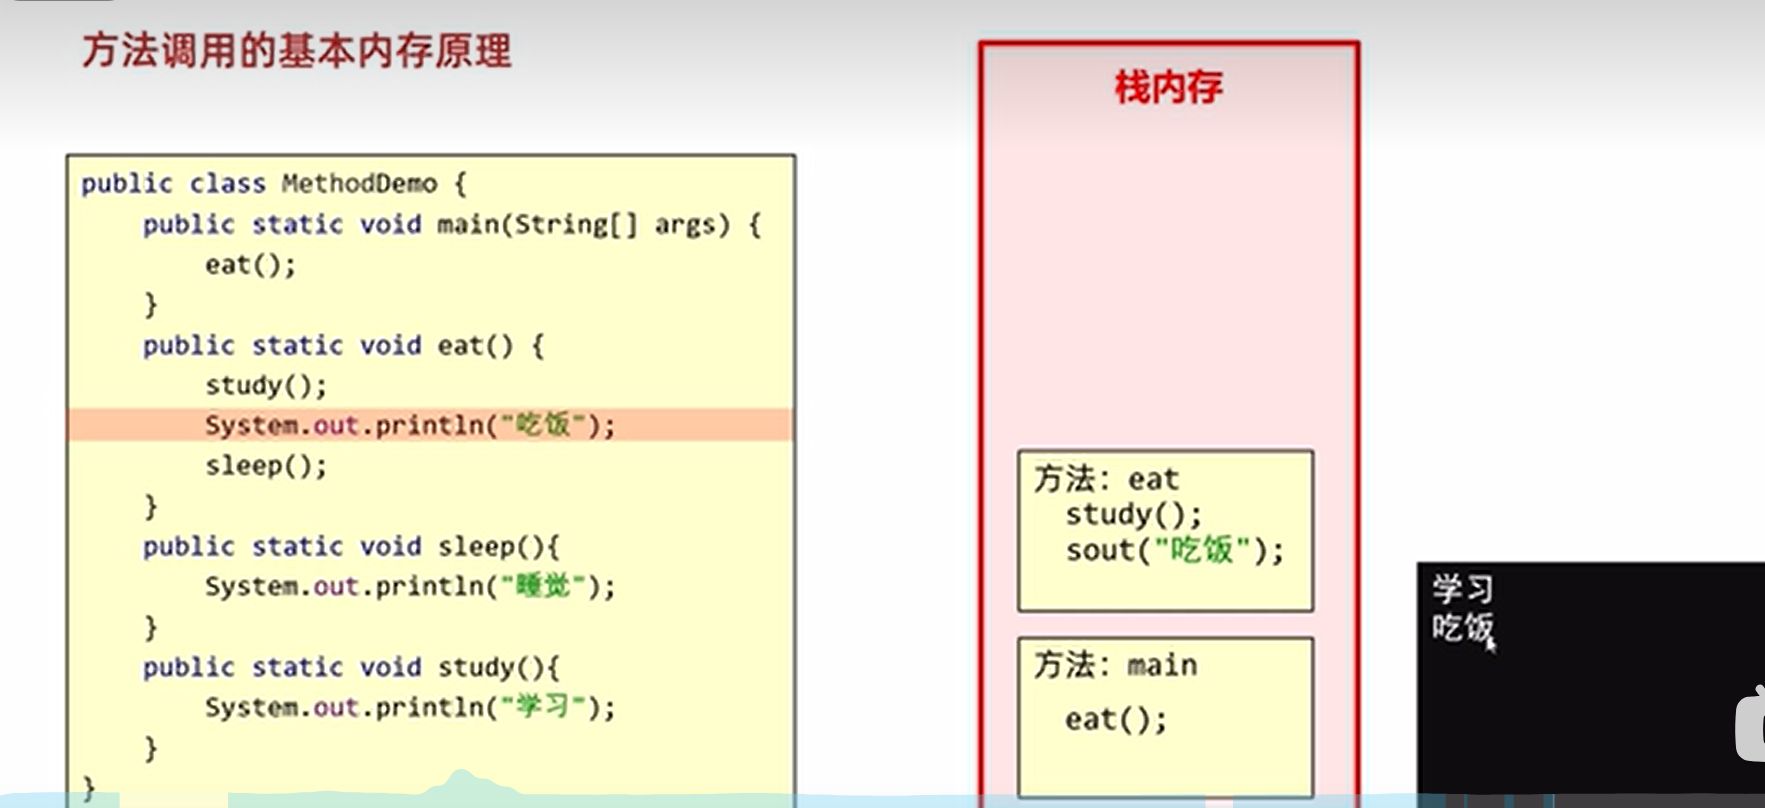 方法调用的基本内存原理
public class MethodDemo {
public static void main(String[] args) {
eat();
}
public static void eat() {
study();
System.out.println("吃饭");
sleep();
}
public static void sleep(){
System.out.println("睡觉");
}
public static void study(){
System.out.println("学习");
}
}
栈内存
方法：eat
study();
sout("吃饭");
方法：main
eat();
学习
吃饭